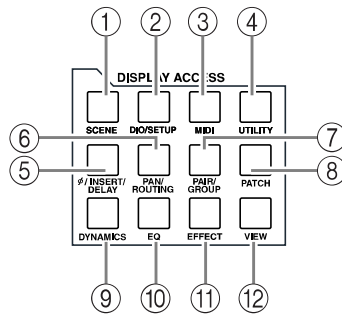 ① ② ③ ④
DISPLAY ACCESS
SCENE DIO/SETUP MIDI UTILITY
⑥ ⑦
⑤ ⑧
ø/INSERT/
DELAY PAN/
ROUTING PAIR/
GROUP PATCH
DYNAMICS EQ EFFECT VIEW
⑨ ⑩ ⑪ ⑫